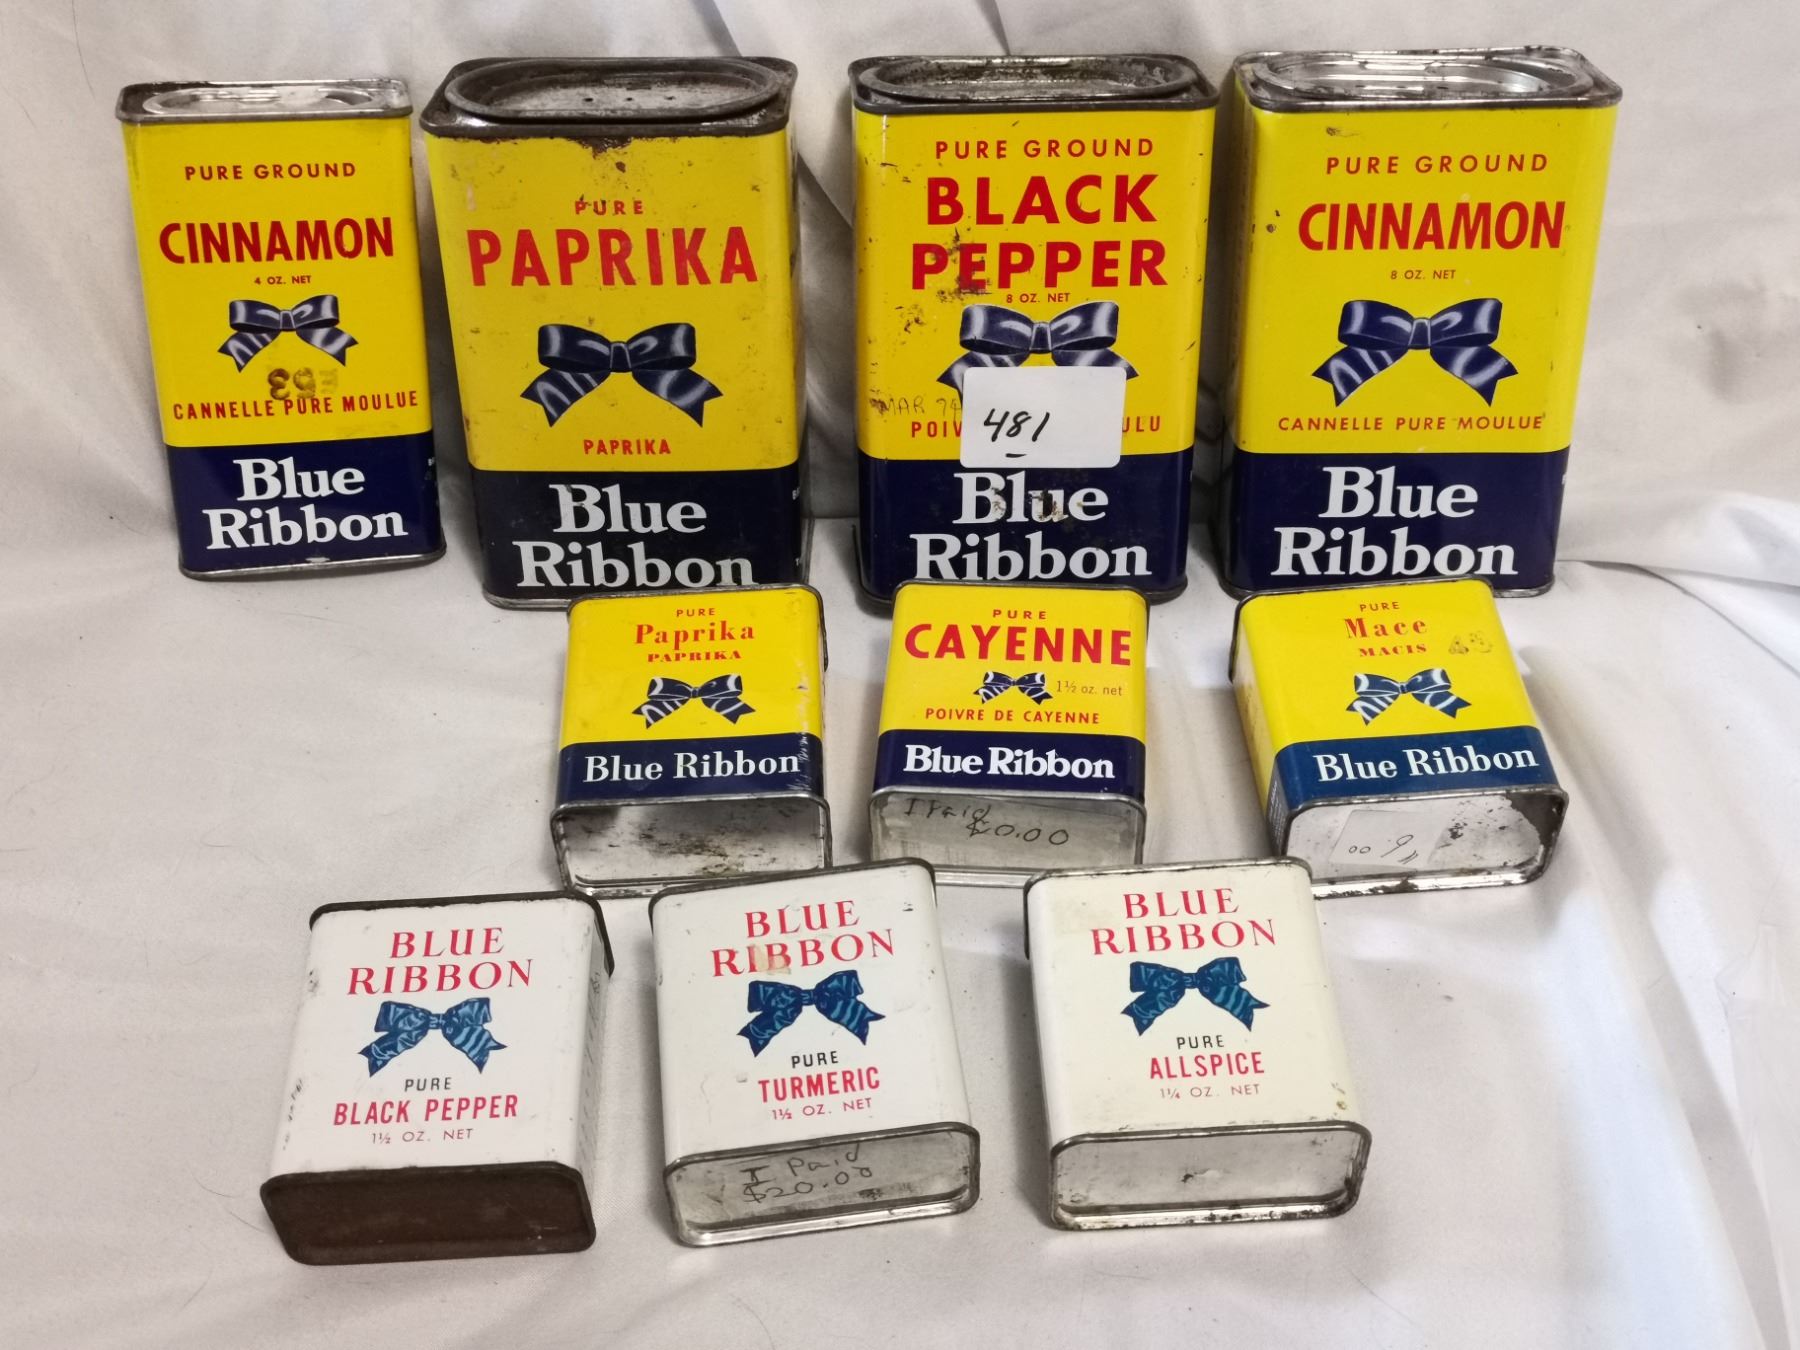 PURE GROUND
CINNAMON
4 OZ. NET
53
CANNELLE PURE MOULUE
Blue
Ribbon
PURE
PAPRIKA
PAPRIKA
Blue
Ribbon
PURE GROUND
BLACK
PEPPER
8 OZ. NET
MAR 74
481
Blue
Ribbon
PURE GROUND
CINNAMON
8 OZ. NET
CANNELLE PURE MOULUE
Blue
Ribbon
PURE
Paprika
PAPRIKA
Blue Ribbon
PURE
CAYENNE
1½ oz. net
POIVRE DE CAYENNE
Blue Ribbon
I Paid
PURE
Mace
MACIS
Blue Ribbon
BLUE
RIBBON
PURE
BLACK PEPPER
1½ OZ. NET
BLUE
RIBBON
PURE
TURMERIC
1½ OZ. NET
I Paid
$20.00
BLUE
RIBBON
PURE
ALLSPICE
1¼ OZ. NET